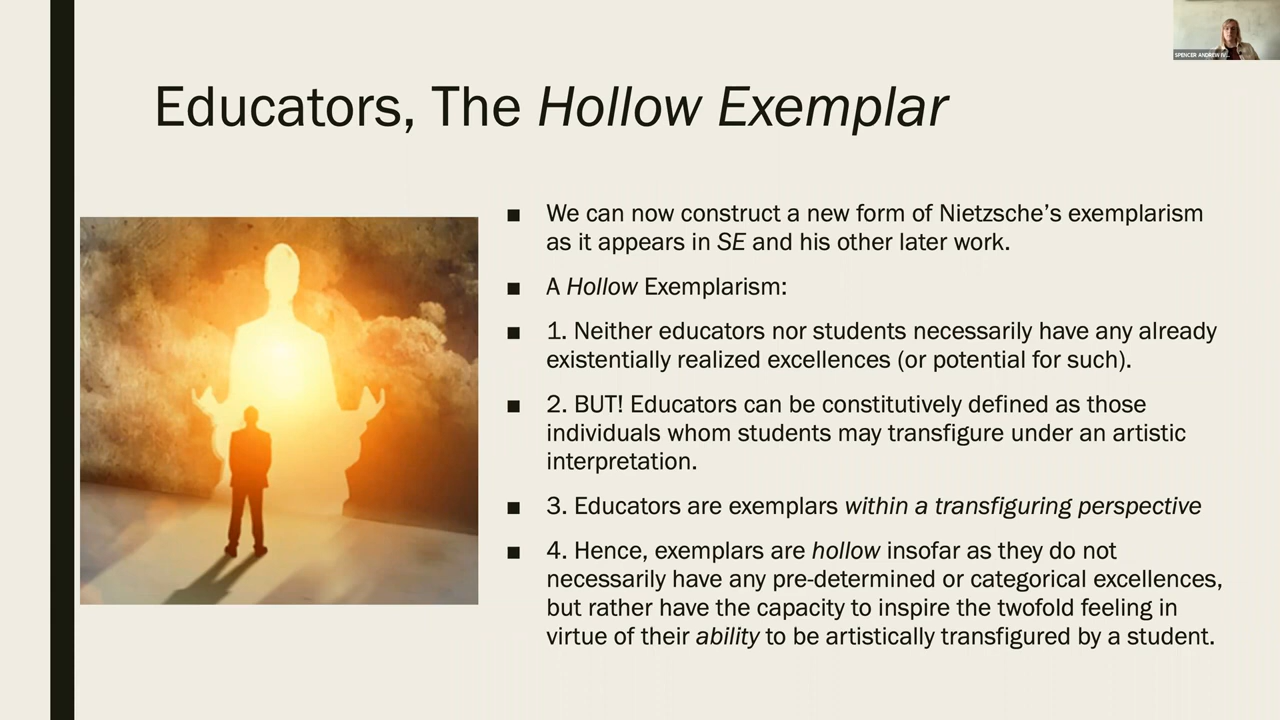 SPENCER ANDREW IV...
Educators, The Hollow Exemplar
■ We can now construct a new form of Nietzsche’s exemplarism
as it appears in SE and his other later work.
■ A Hollow Exemplarism:
■ 1. Neither educators nor students necessarily have any already
existentially realized excellences (or potential for such).
■ 2. BUT! Educators can be constitutively defined as those
individuals whom students may transfigure under an artistic
interpretation.
■ 3. Educators are exemplars within a transfiguring perspective
■ 4. Hence, exemplars are hollow insofar as they do not
necessarily have any pre-determined or categorical excellences,
but rather have the capacity to inspire the twofold feeling in
virtue of their ability to be artistically transfigured by a student.